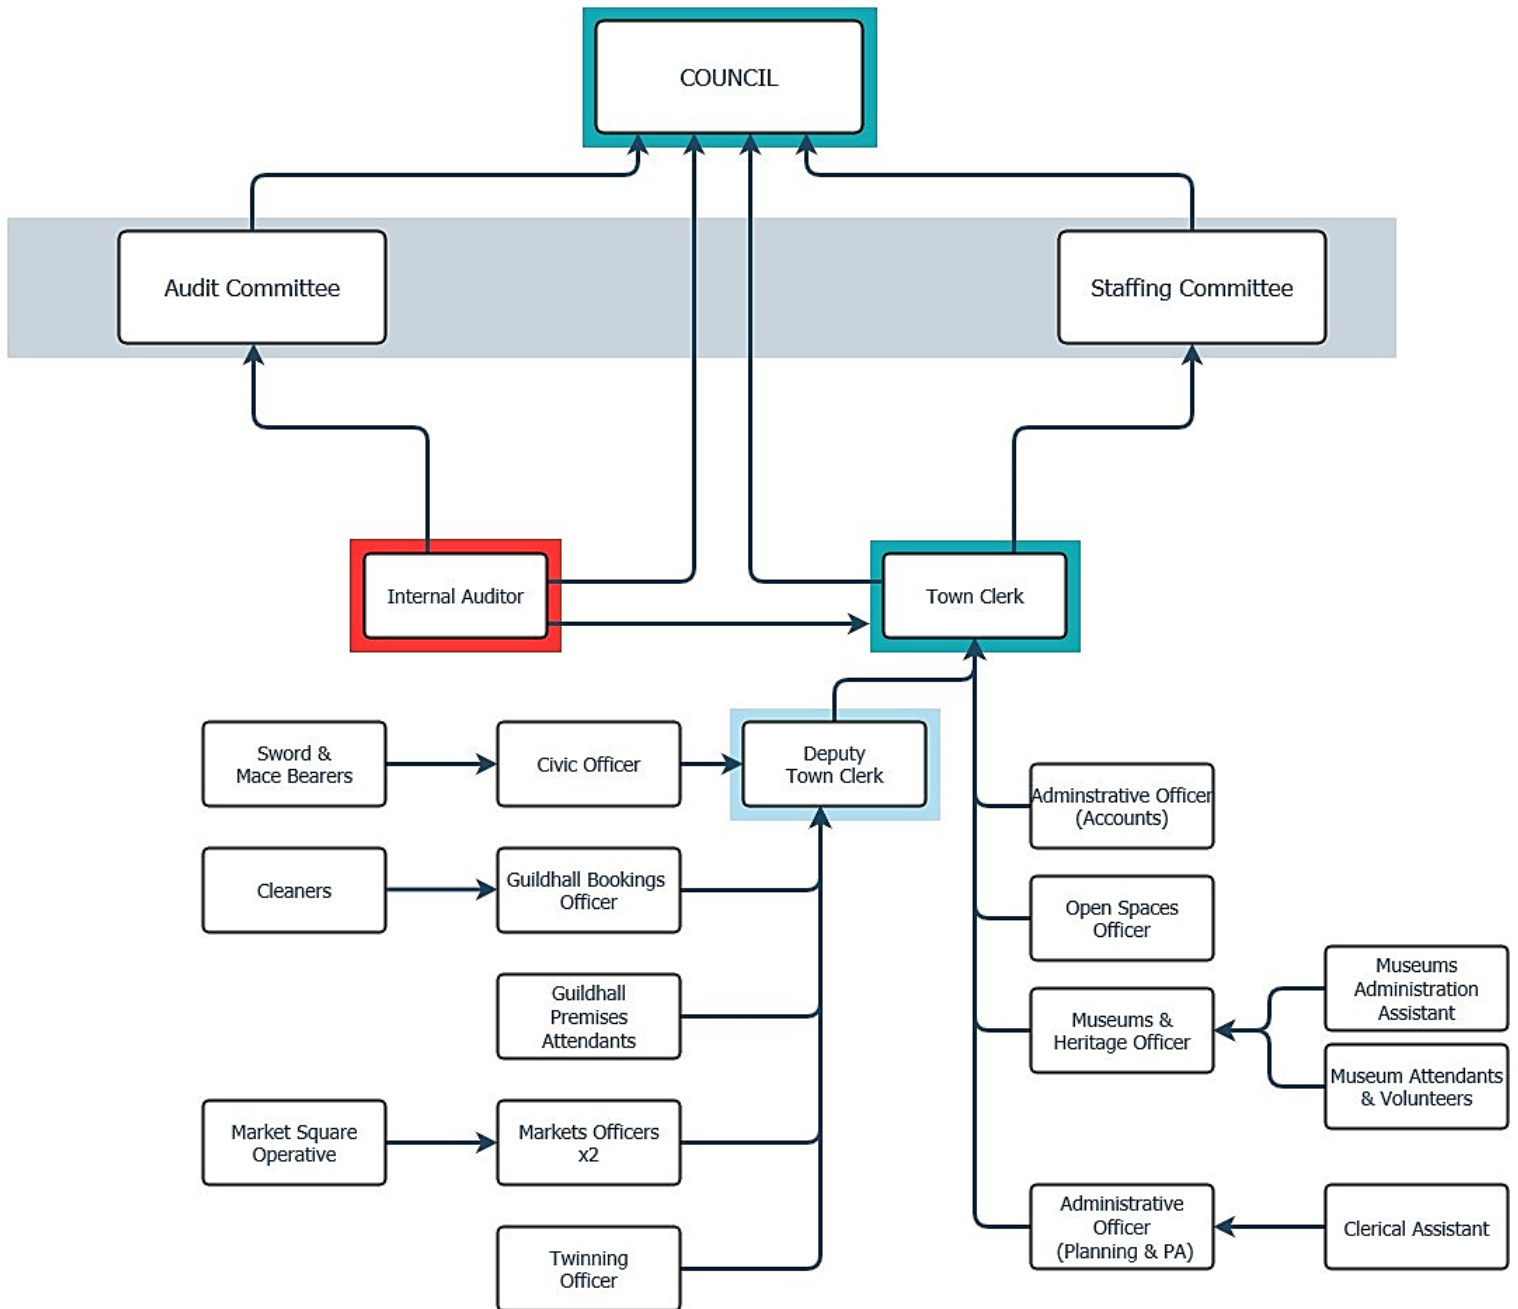 COUNCIL
Audit Committee
Staffing Committee
Internal Auditor
Town Clerk
Sword &
Mace Bearers
Civic Officer
Deputy
Town Clerk
Adminstrative Officer
(Accounts)
Cleaners
Guildhall Bookings
Officer
Open Spaces
Officer
Guildhall
Premises
Attendants
Museums &
Heritage Officer
Museums
Administration
Assistant
Museum Attendants
& Volunteers
Market Square
Operative
Markets Officers
x2
Administrative
Officer
(Planning & PA)
Clerical Assistant
Twinning
Officer